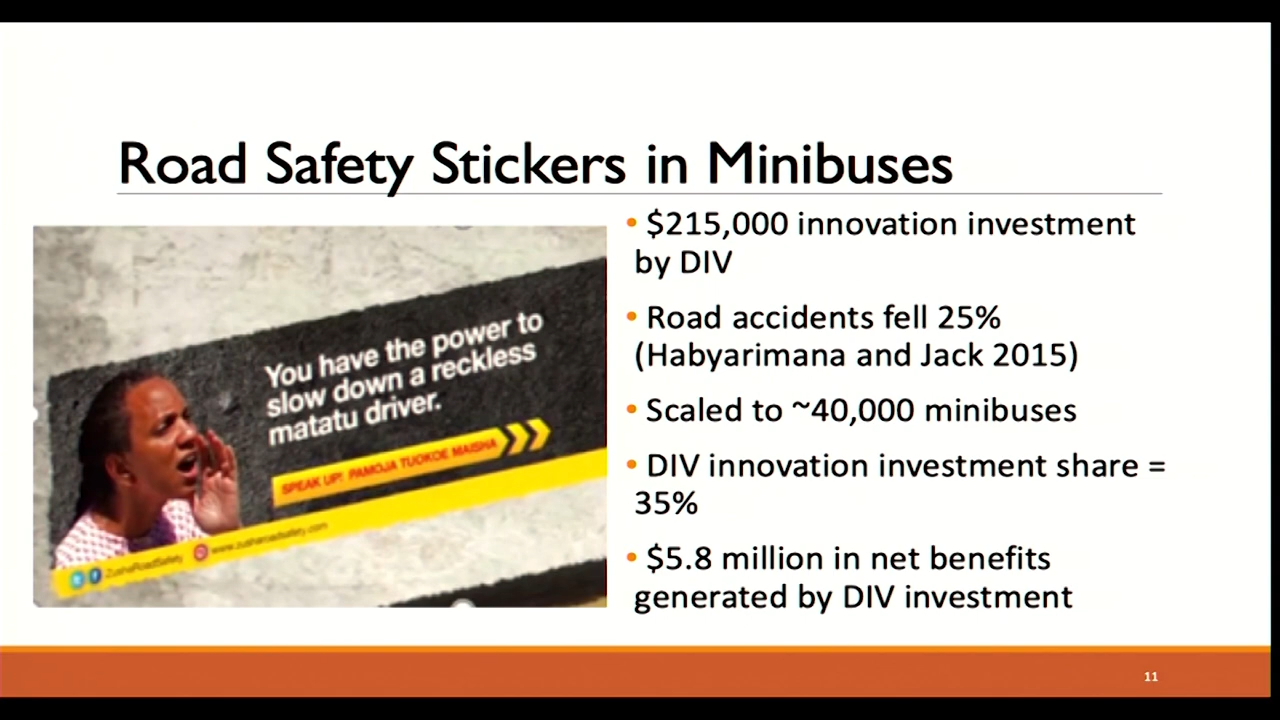 Road Safety Stickers in Minibuses
You have the power to
slow down a reckless
matatu driver.
SPEAK UP! PAMOJA TUOKOE MAISHA
ZushaRoadSafety
www.zusharoadsafety.com
• $215,000 innovation investment
by DIV
• Road accidents fell 25%
(Habyarimana and Jack 2015)
• Scaled to ~40,000 minibuses
• DIV innovation investment share =
35%
• $5.8 million in net benefits
generated by DIV investment
11